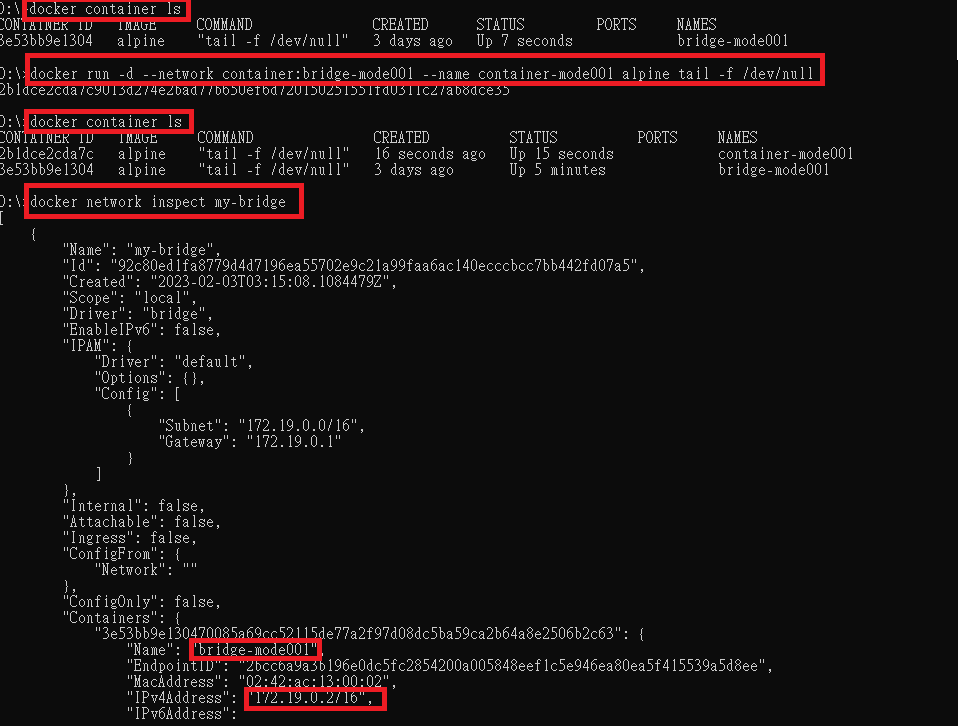 D:\>docker container ls
CONTAINER ID IMAGE COMMAND CREATED STATUS PORTS NAMES
3e53bb9e1304 alpine "tail -f /dev/null" 3 days ago Up 7 seconds bridge-mode001
D:\>docker run -d --network container:bridge-mode001 --name container-mode001 alpine tail -f /dev/null
2b1dce2cda7c9013d274e2bad77b650ef6d720150251551fd0311c27ab8dce35
D:\>docker container ls
CONTAINER ID IMAGE COMMAND CREATED STATUS PORTS NAMES
2b1dce2cda7c alpine "tail -f /dev/null" 16 seconds ago Up 15 seconds container-mode001
3e53bb9e1304 alpine "tail -f /dev/null" 3 days ago Up 5 minutes bridge-mode001
D:\>docker network inspect my-bridge
[
{
"Name": "my-bridge",
"Id": "92c80ed1fa8779d4d7196ea55702e9c21a99faa6ac140ecccbcc7bb442fd07a5",
"Created": "2023-02-03T03:15:08.1084479Z",
"Scope": "local",
"Driver": "bridge",
"EnableIPv6": false,
"IPAM": {
"Driver": "default",
"Options": {},
"Config": [
{
"Subnet": "172.19.0.0/16",
"Gateway": "172.19.0.1"
}
]
},
"Internal": false,
"Attachable": false,
"Ingress": false,
"ConfigFrom": {
"Network": ""
},
"ConfigOnly": false,
"Containers": {
"3e53bb9e130470085a69cc52115de77a2f97d08dc5ba59ca2b64a8e2506b2c63": {
"Name": "bridge-mode001",
"EndpointID": "2bccba9a3b196e0dc5fc2854200a005848eef1c5e946ea80ea5f415539a5d8ee",
"MacAddress": "02:42:ac:13:00:02",
"IPv4Address": "172.19.0.2/16",
"IPv6Address":